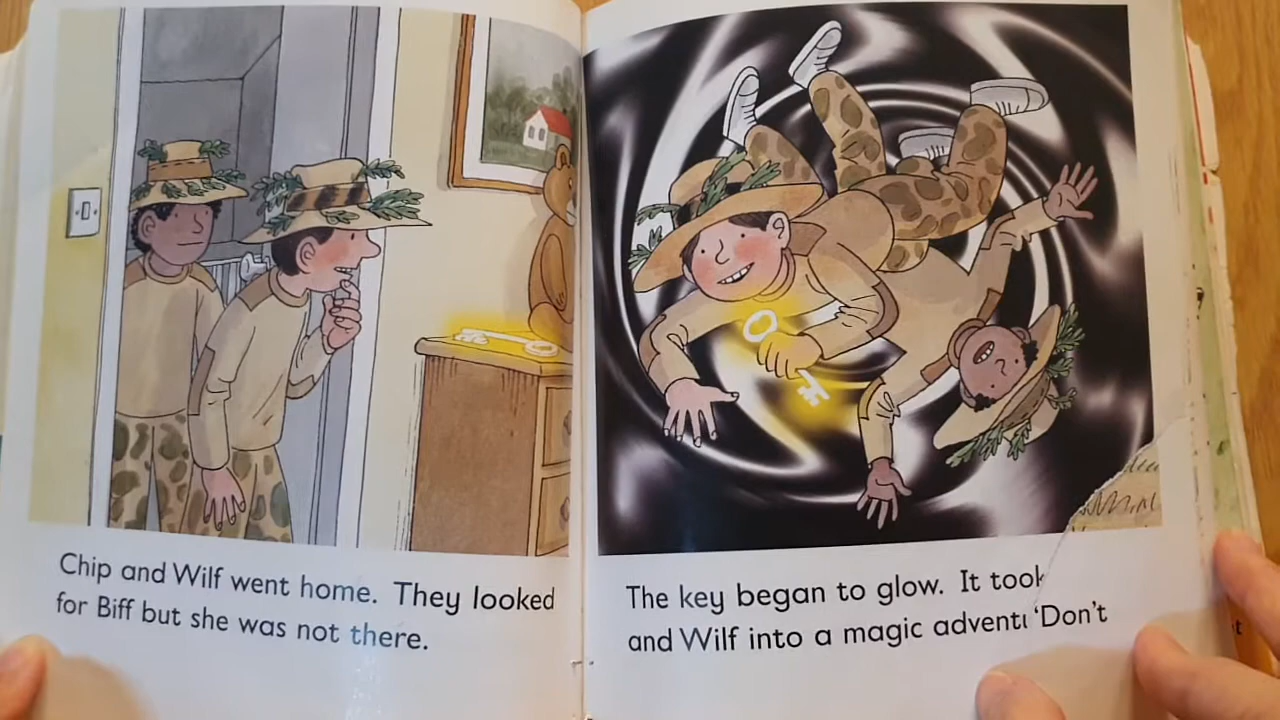 Chip and Wilf went home. They looked
for Biff but she was not there.
The key began to glow. It took
and Wilf into a magic adventu 'Don't